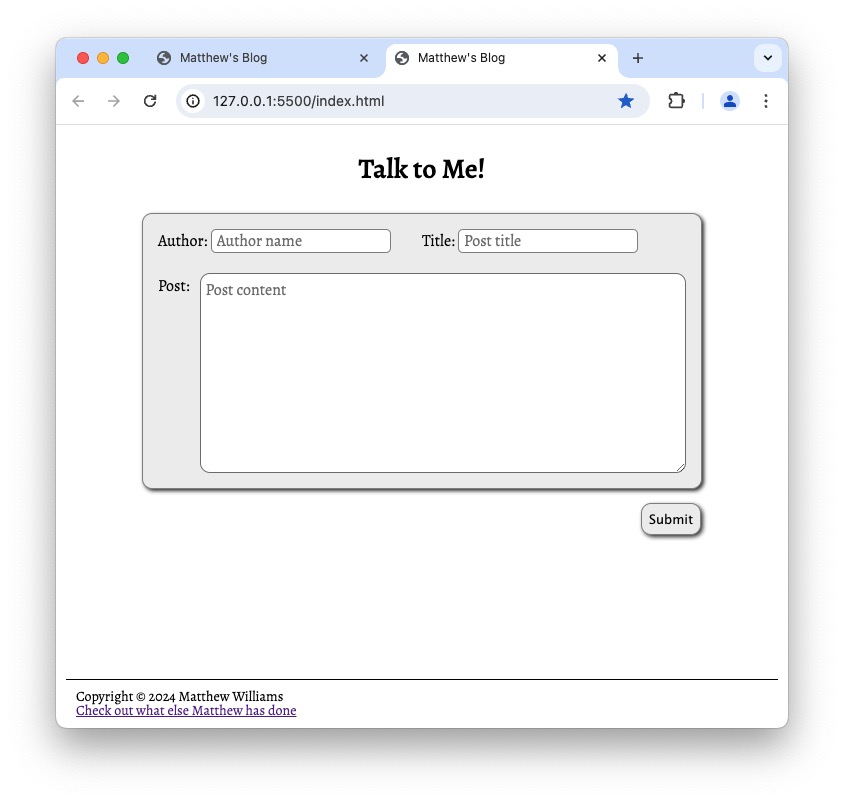 Matthew's Blog
Matthew's Blog
127.0.0.1:5500/index.html
Talk to Me!
Author: Author name Title: Post title
Post: Post content
Submit
Copyright © 2024 Matthew Williams
Check out what else Matthew has done